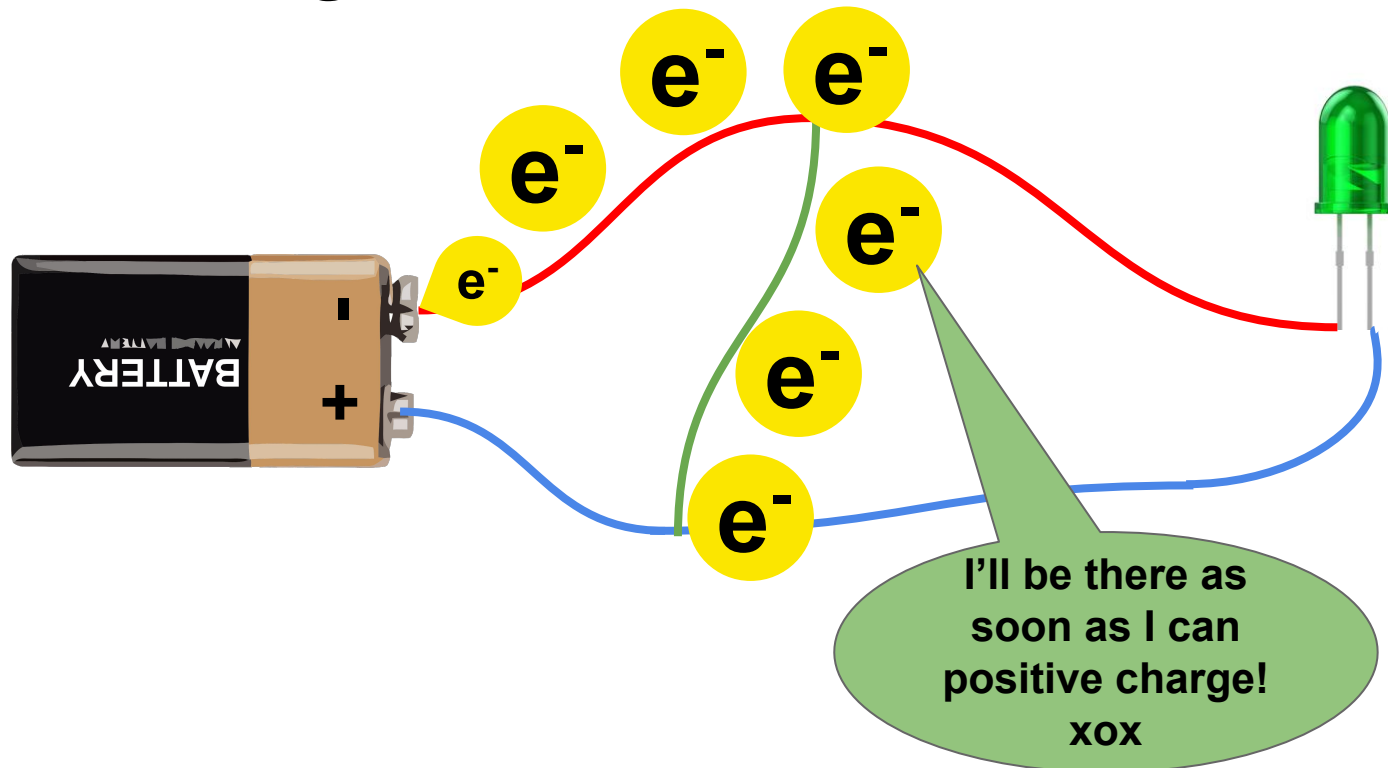 e-
e-
e-
e-
e-
e-
e-
-
+
BATTERY
I’ll be there as
soon as I can
positive charge!
xox